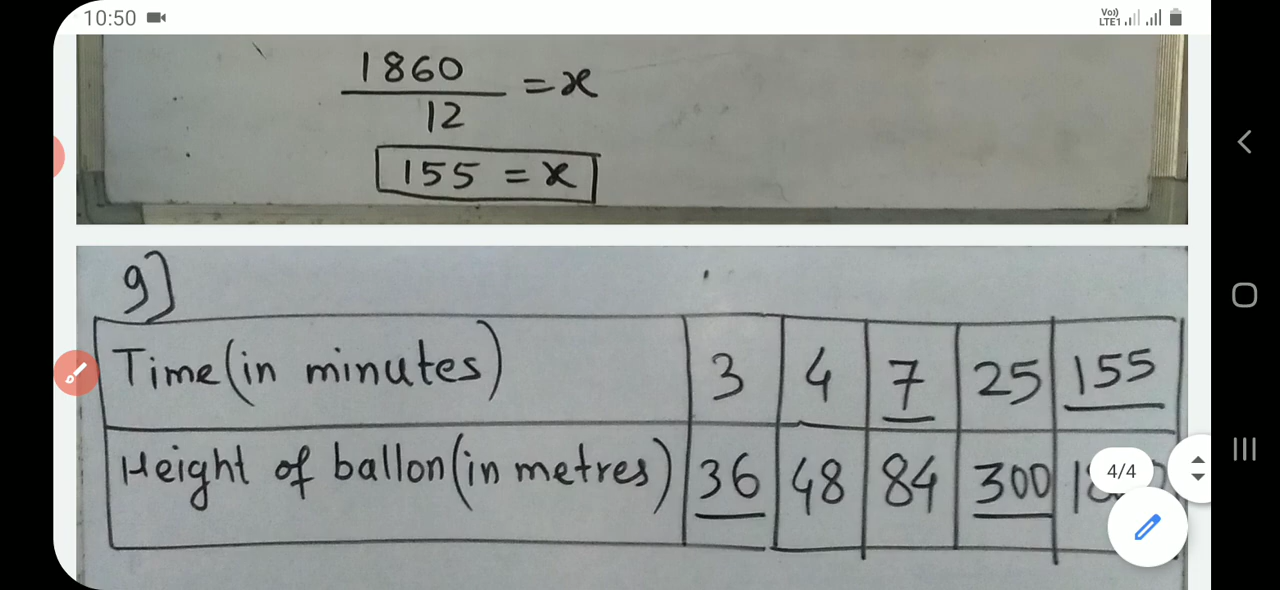 10:50
Vo)) LTE1
1860
12
= x
155 = x
9]
Time (in minutes) 3 4 7 25 155
Height of ballon (in metres) 36 48 84 300
4/4